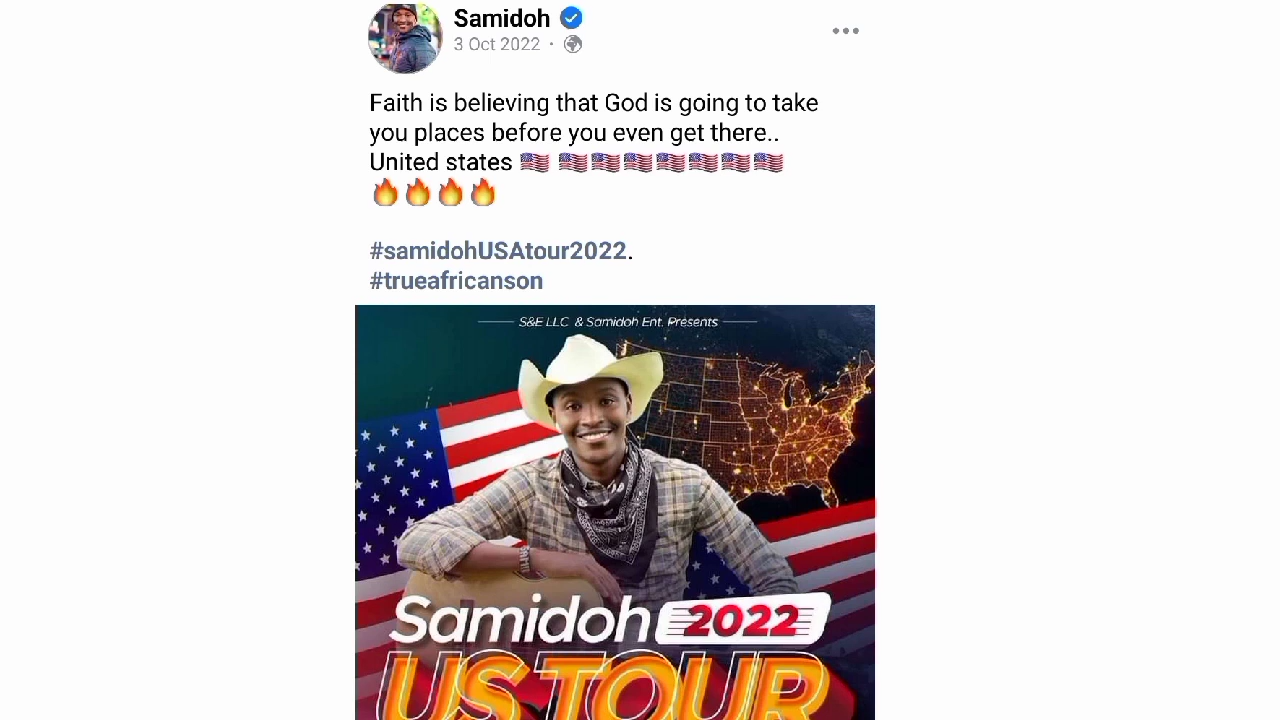 Samidoh
3 Oct 2022 ·
Faith is believing that God is going to take
you places before you even get there..
United states 🇺🇸 🇺🇸🇺🇸🇺🇸🇺🇸🇺🇸🇺🇸🇺🇸
🔥🔥🔥🔥
#samidohUSAtour2022.
#trueafricanson
S&E LLC & Samidoh Ent. Presents
Samidoh 2022
US TOUR